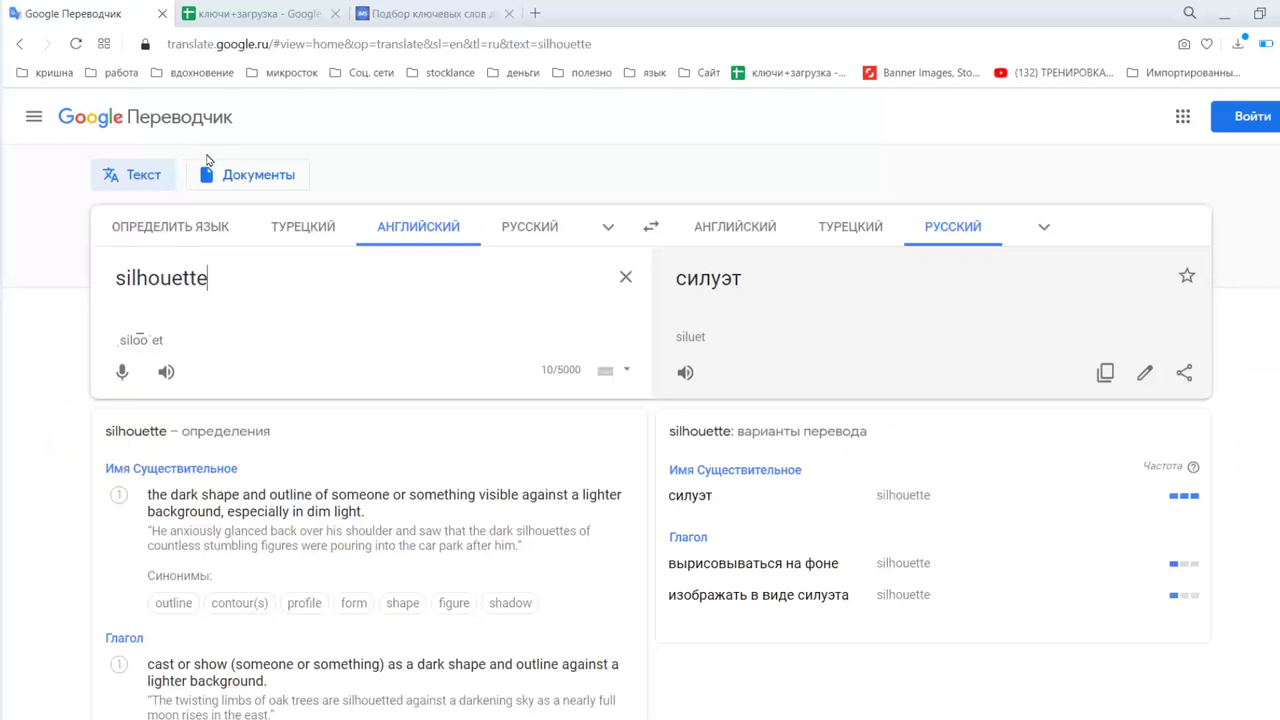 Google Переводчик
ключи+загрузка - Google
Подбор ключевых слов д
translate.google.ru/#view=home&op=translate&sl=en&tl=ru&text=silhouette
кришна работа вдохновение микросток Соц. сети stocklance деньги полезно язык Сайт ключи+загрузка -... Banner Images, Sto... (132) ТРЕНИРОВКА... Импортированны...
Google Переводчик
Войти
Текст Документы
ОПРЕДЕЛИТЬ ЯЗЫК ТУРЕЦКИЙ АНГЛИЙСКИЙ РУССКИЙ АНГЛИЙСКИЙ ТУРЕЦКИЙ РУССКИЙ
silhouette
силуэт
ˌsilo͞oˈet
siluet
10/5000
silhouette – определения
silhouette: варианты перевода
Имя Существительное
Имя Существительное
Частота
1 the dark shape and outline of someone or something visible against a lighter
background, especially in dim light.
"He anxiously glanced back over his shoulder and saw that the dark silhouettes of
countless stumbling figures were pouring into the car park after him."
силуэт silhouette
Глагол
вырисовываться на фоне silhouette
изображать в виде силуэта silhouette
Синонимы:
outline contour(s) profile form shape figure shadow
Глагол
1 cast or show (someone or something) as a dark shape and outline against a
lighter background.
"The twisting limbs of oak trees are silhouetted against a darkening sky as a nearly full
moon rises in the east."